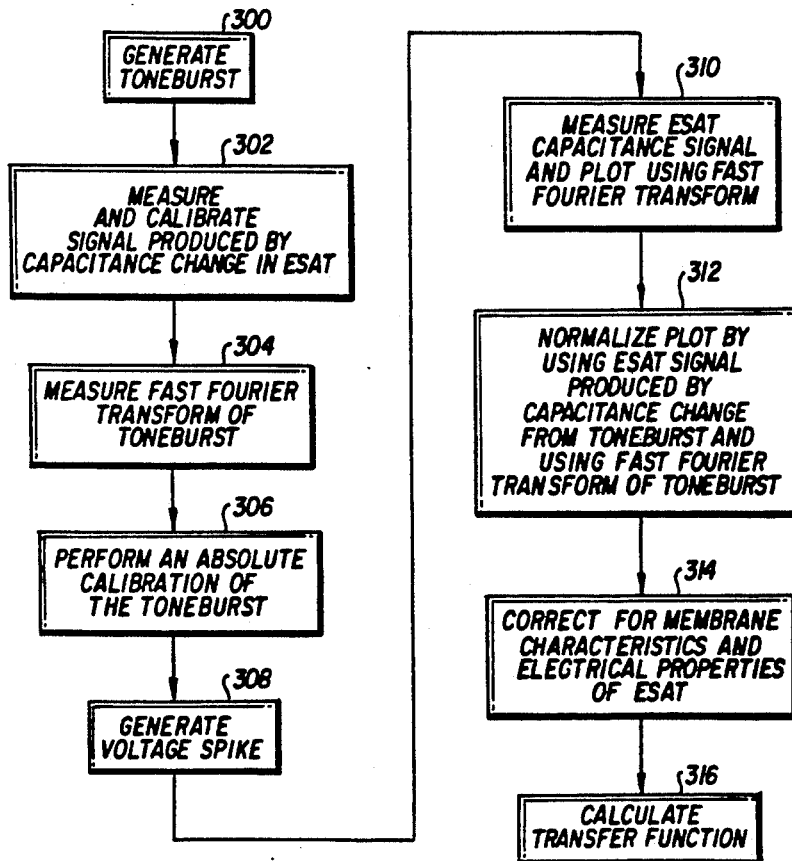 300
GENERATE
TONEBURST
302
MEASURE
AND CALIBRATE
SIGNAL PRODUCED BY
CAPACITANCE CHANGE IN ESAT
304
MEASURE FAST FOURIER
TRANSFORM OF
TONEBURST
306
PERFORM AN ABSOLUTE
CALIBRATION OF
THE TONEBURST
308
GENERATE
VOLTAGE SPIKE
310
MEASURE ESAT
CAPACITANCE SIGNAL
AND PLOT USING FAST
FOURIER TRANSFORM
312
NORMALIZE PLOT BY
USING ESAT SIGNAL
PRODUCED BY
CAPACITANCE CHANGE
FROM TONEBURST AND
USING FAST FOURIER
TRANSFORM OF TONEBURST
314
CORRECT FOR MEMBRANE
CHARACTERISTICS AND
ELECTRICAL PROPERTIES
OF ESAT
316
CALCULATE
TRANSFER FUNCTION